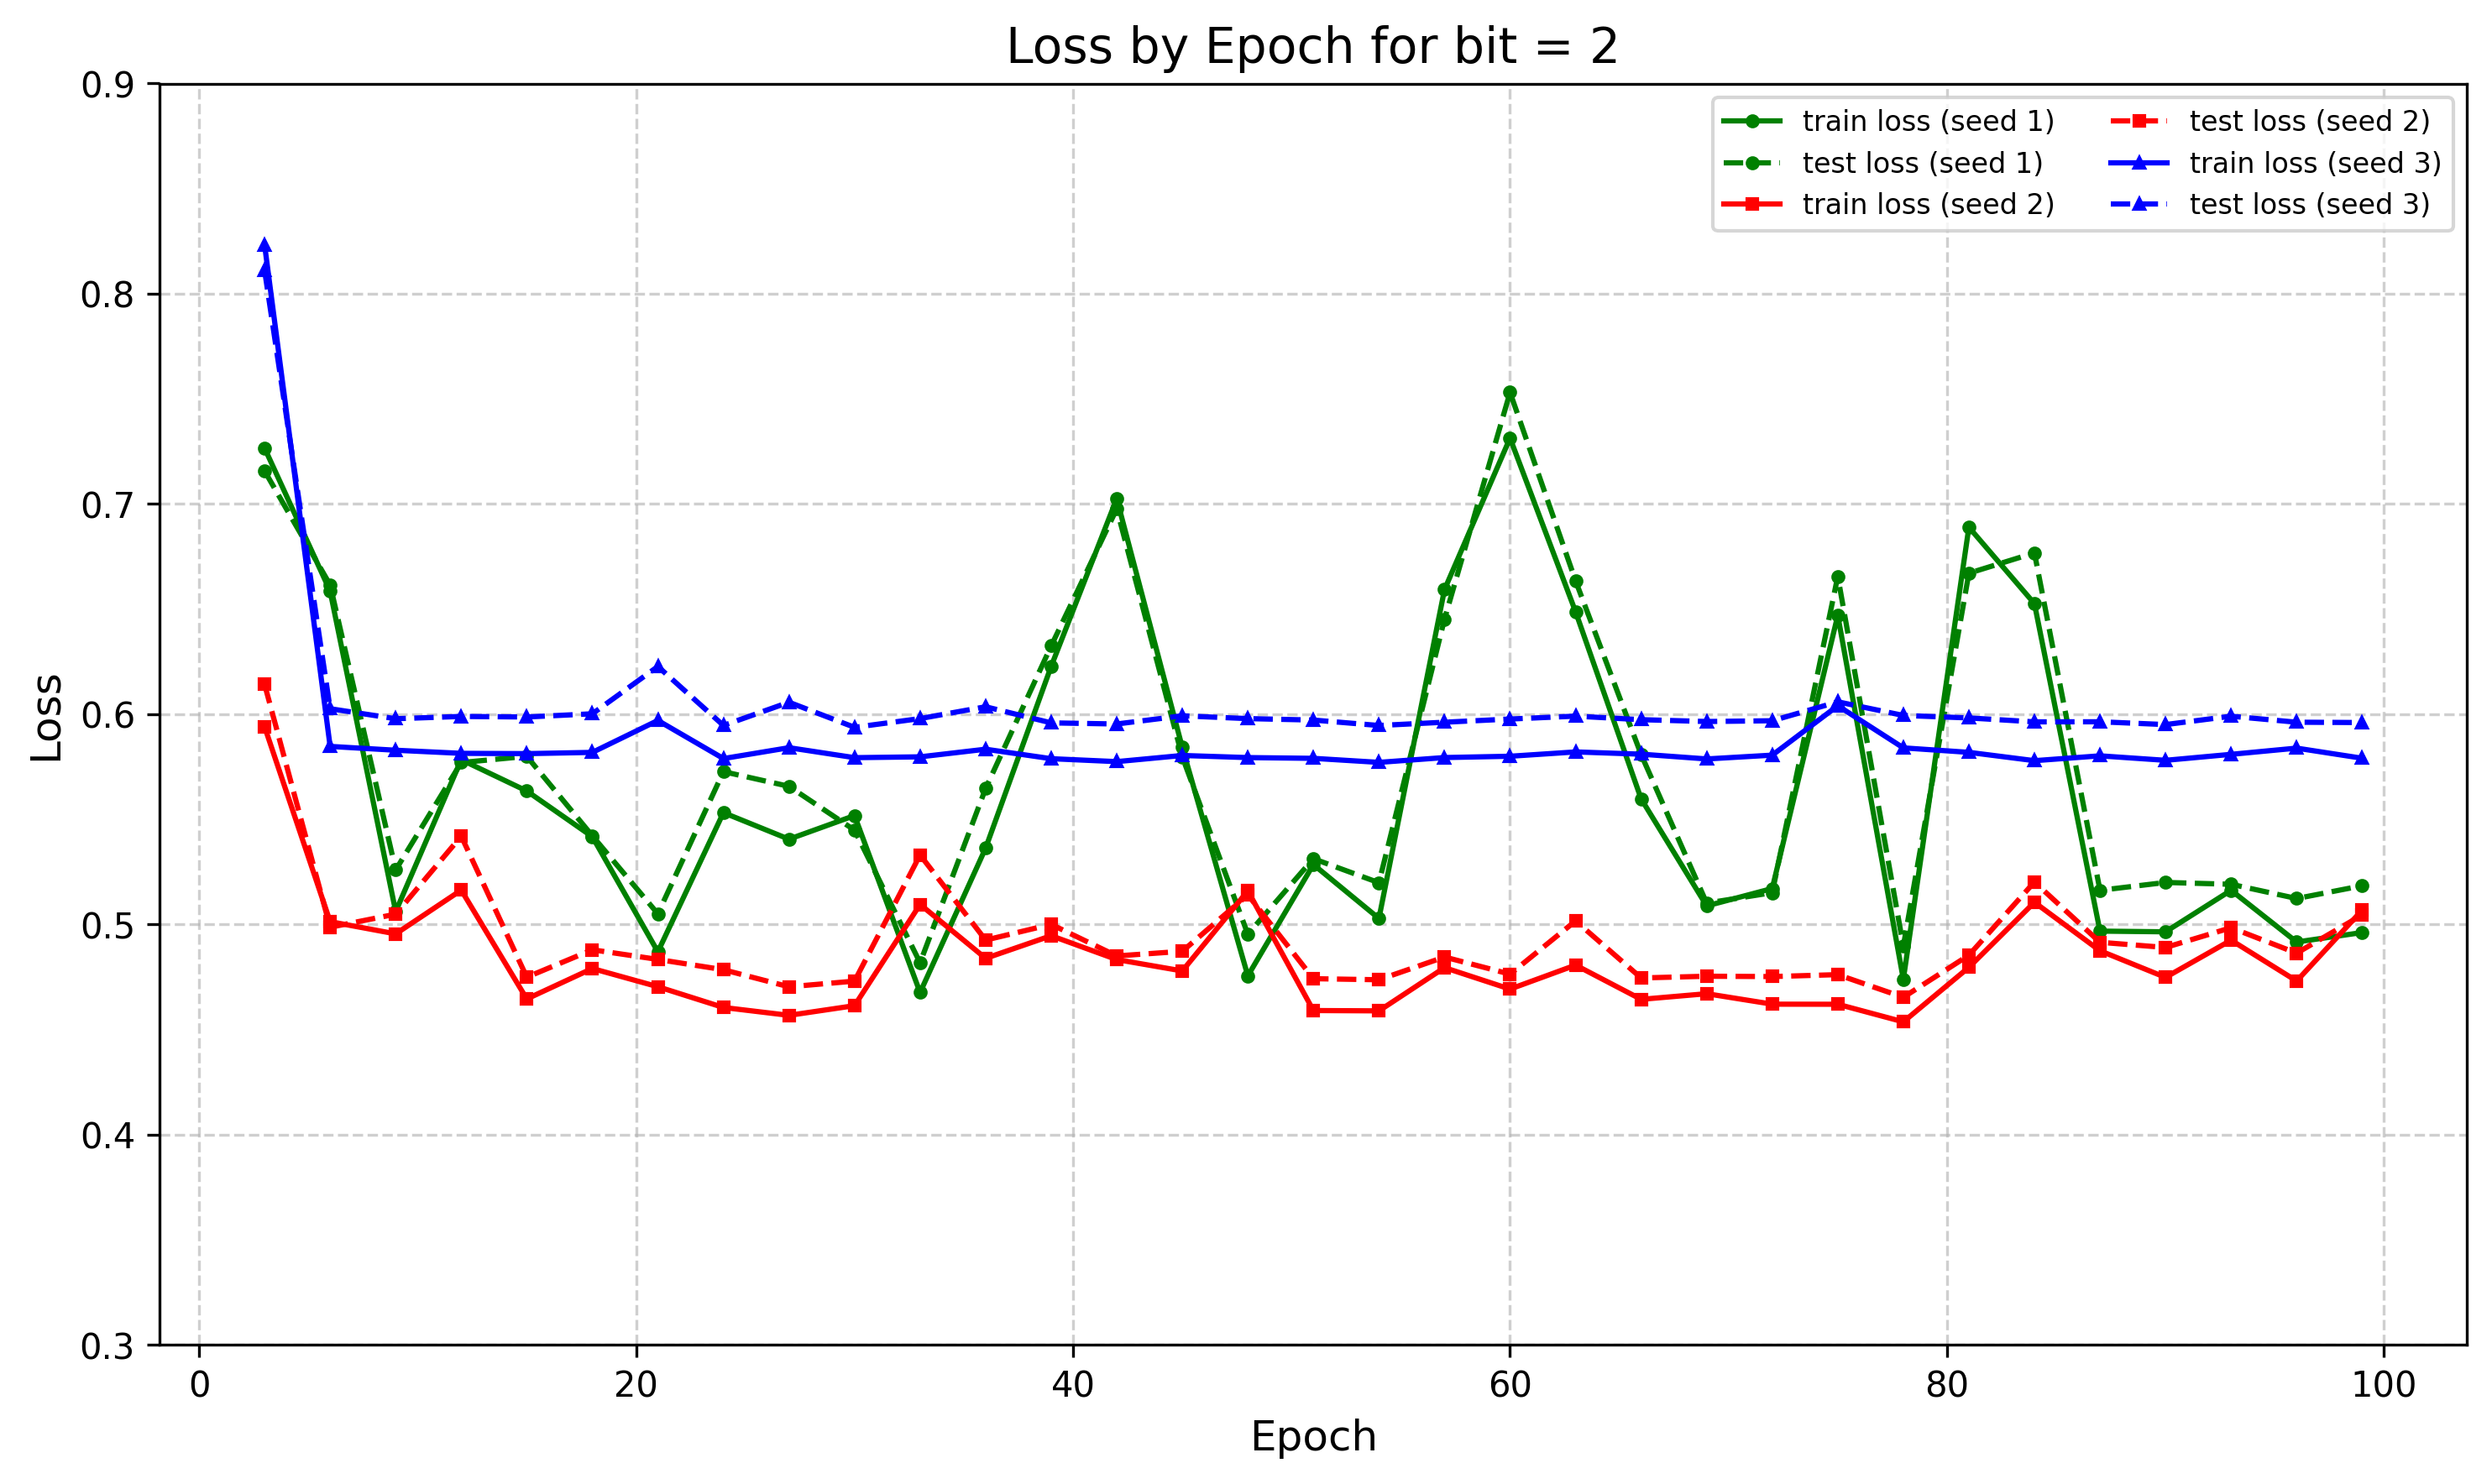 Loss by Epoch for bit = 2
0.9
0.8
0.7
0.6
0.5
0.4
0.3
Loss
train loss (seed 1)
test loss (seed 1)
train loss (seed 2)
test loss (seed 2)
train loss (seed 3)
test loss (seed 3)
0 20 40 60 80 100
Epoch